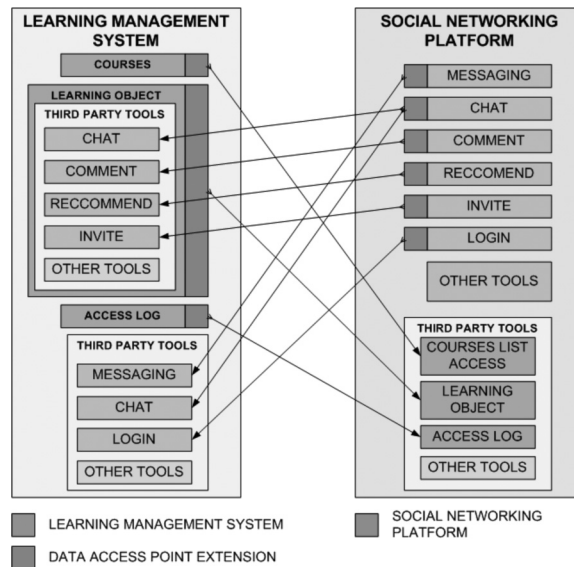 LEARNING MANAGEMENT
SYSTEM
COURSES
LEARNING OBJECT
THIRD PARTY TOOLS
CHAT
COMMENT
RECCOMMEND
INVITE
OTHER TOOLS
ACCESS LOG
THIRD PARTY TOOLS
MESSAGING
CHAT
LOGIN
OTHER TOOLS
SOCIAL NETWORKING
PLATFORM
MESSAGING
CHAT
COMMENT
RECCOMEND
INVITE
LOGIN
OTHER TOOLS
THIRD PARTY TOOLS
COURSES LIST
ACCESS
LEARNING
OBJECT
ACCESS LOG
OTHER TOOLS
LEARNING MANAGEMENT SYSTEM
DATA ACCESS POINT EXTENSION
SOCIAL NETWORKING
PLATFORM